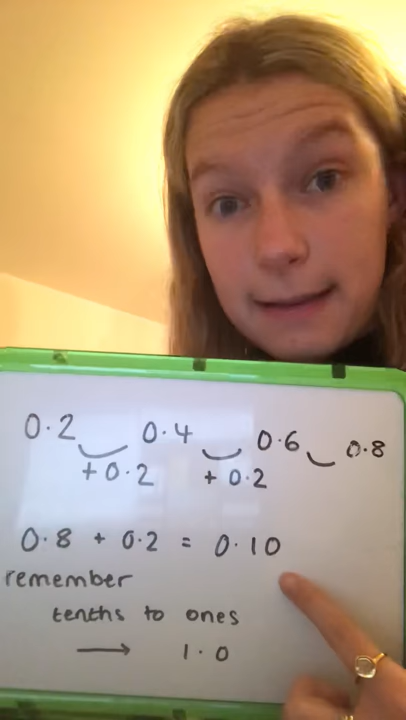 0.2 0.4 0.6 0.8
+0.2 +0.2
0.8 + 0.2 = 0.10
remember
tenths to ones
→ 1.0